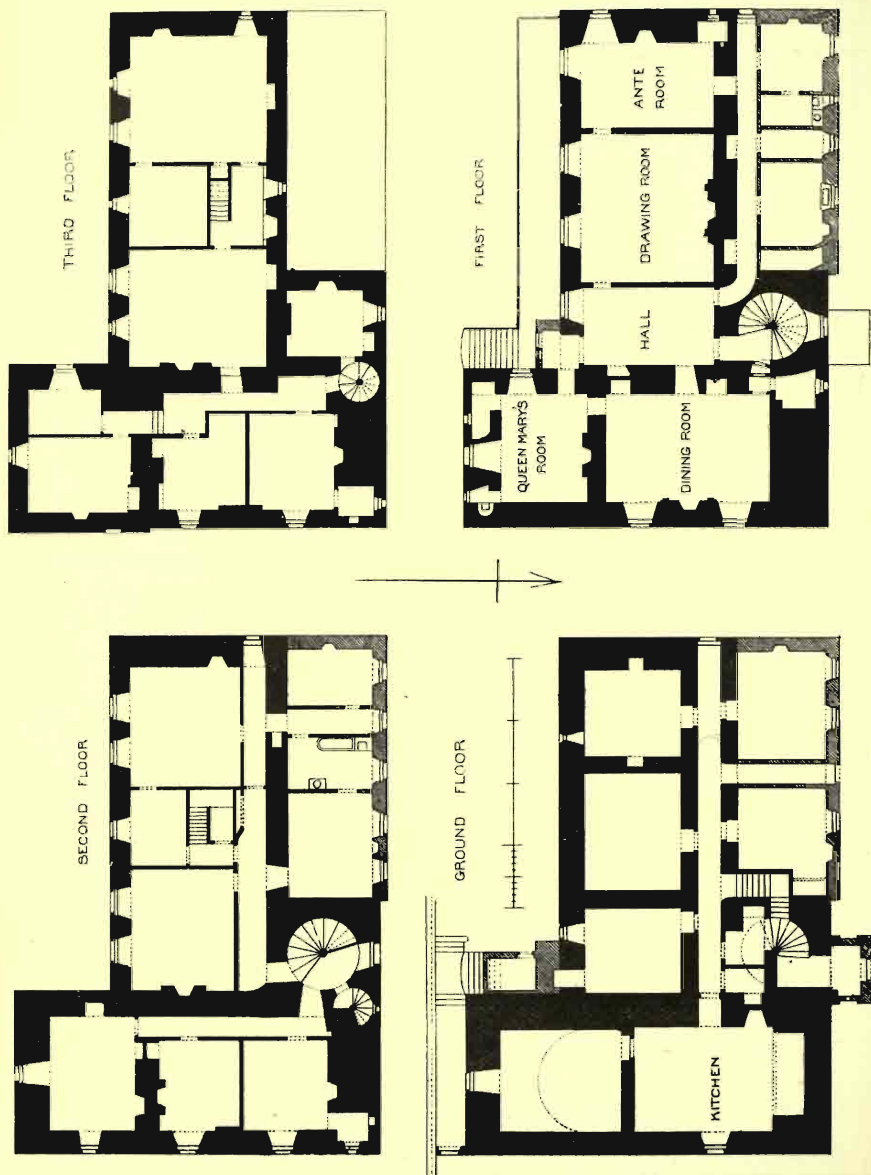 THIRD FLOOR
FIRST FLOOR
ANTE
ROOM
DRAWING ROOM
HALL
QUEEN MARY'S
ROOM
DINING ROOM
SECOND FLOOR
GROUND FLOOR
KITCHEN